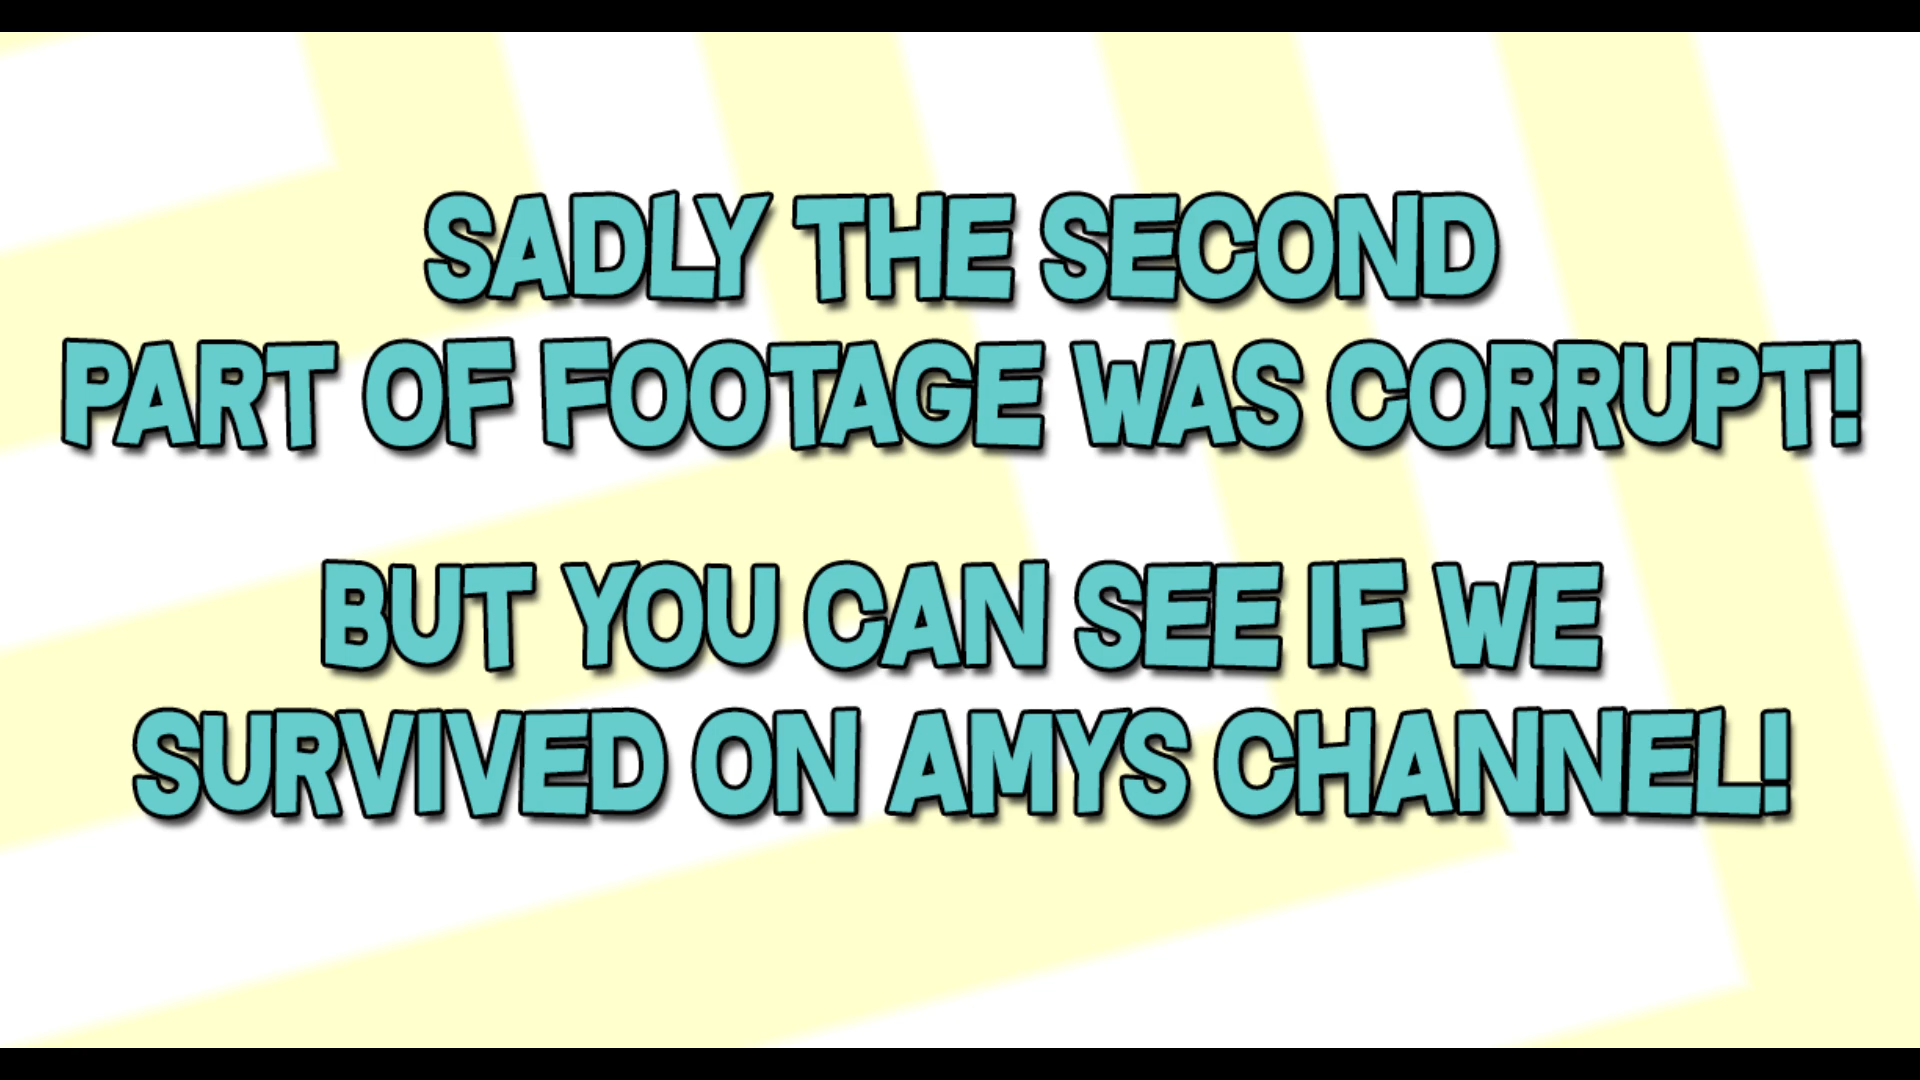 SADLY THE SECOND
PART OF FOOTAGE WAS CORRUPT!
BUT YOU CAN SEE IF WE
SURVIVED ON AMYS CHANNEL!